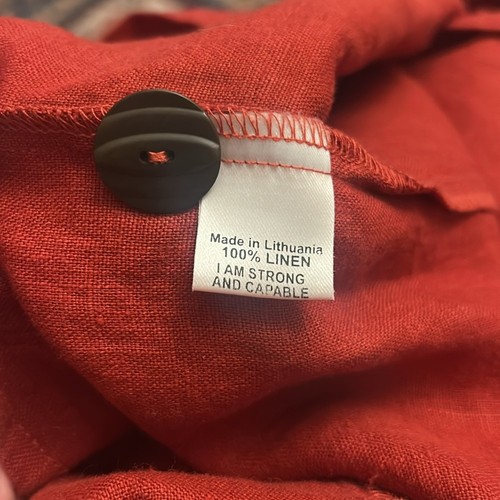 Made in Lithuania
100% LINEN
I AM STRONG
AND CAPABLE